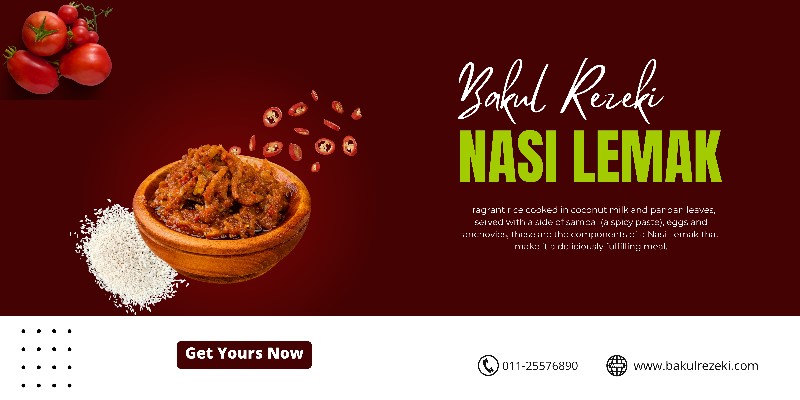 Bakul Rezeki
NASI LEMAK
ragrant rice cooked in coconut milk and pandan leaves,
served with a side of sambal (a spicy paste), eggs and
anchovies, these are the components of a Nasi Lemak that
make it a deliciously fulfilling meal.
Get Yours Now
011-25576890
www.bakulrezeki.com